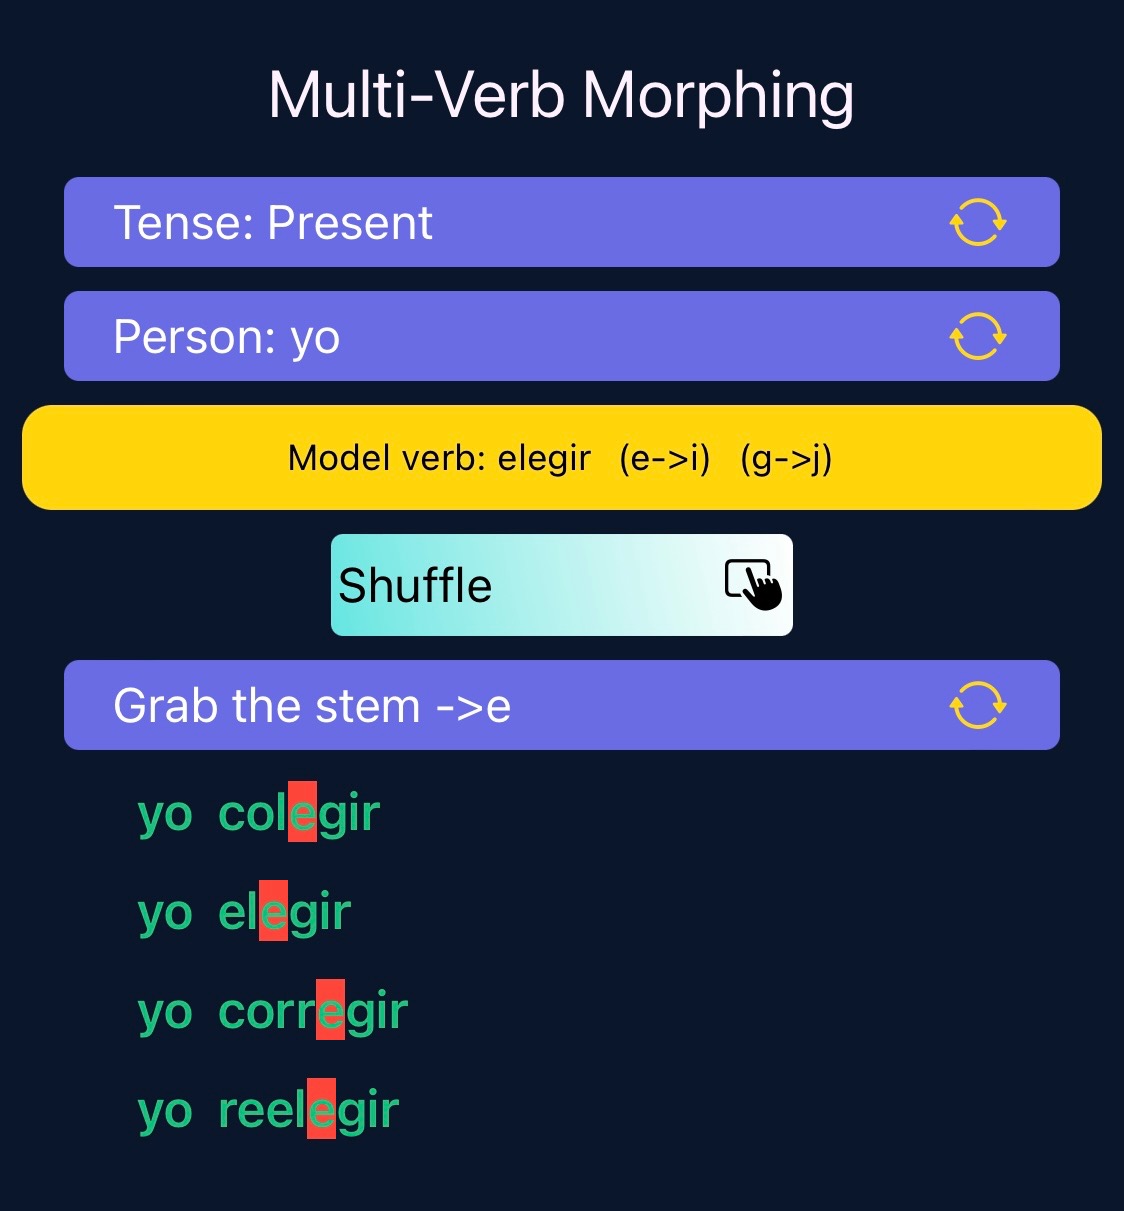 Multi-Verb Morphing
Tense: Present
Person: yo
Model verb: elegir (e->i) (g->j)
Shuffle
Grab the stem ->e
yo colegir
yo elegir
yo corregir
yo reelegir